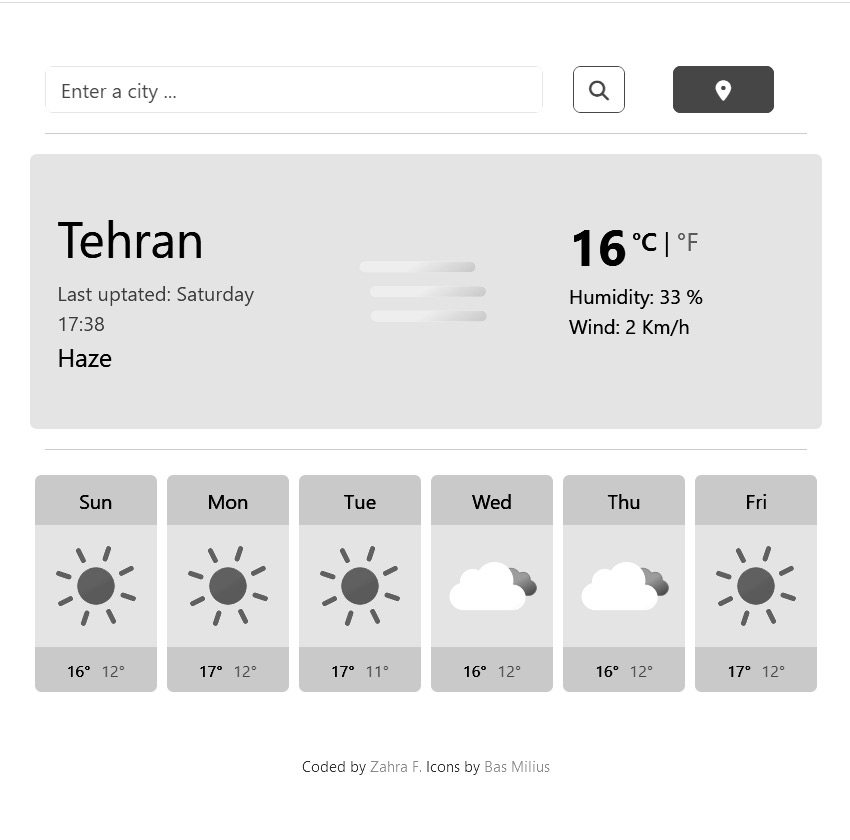 Enter a city ...
Tehran
Last uptated: Saturday
17:38
Haze
16 °C | °F
Humidity: 33 %
Wind: 2 Km/h
Sun Mon Tue Wed Thu Fri
16° 12° 17° 12° 17° 11° 16° 12° 16° 12° 17° 12°
Coded by Zahra F. Icons by Bas Milius